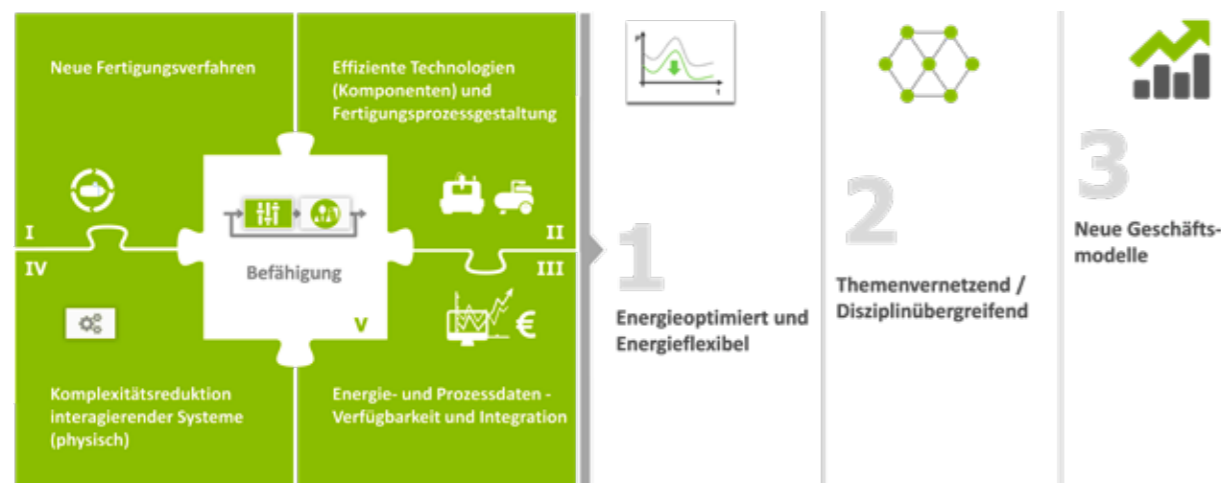 Neue Fertigungsverfahren
I
Effiziente Technologien
(Komponenten) und
Fertigungsprozessgestaltung
II
IV
Komplexitätsreduktion
interagierender Systeme
(physisch)
III
€
Energie- und Prozessdaten -
Verfügbarkeit und Integration
Befähigung
V
P
T
1
Energieoptimiert und
Energieflexibel
2
Themenvernetzend /
Disziplinübergreifend
3
Neue Geschäfts-
modelle